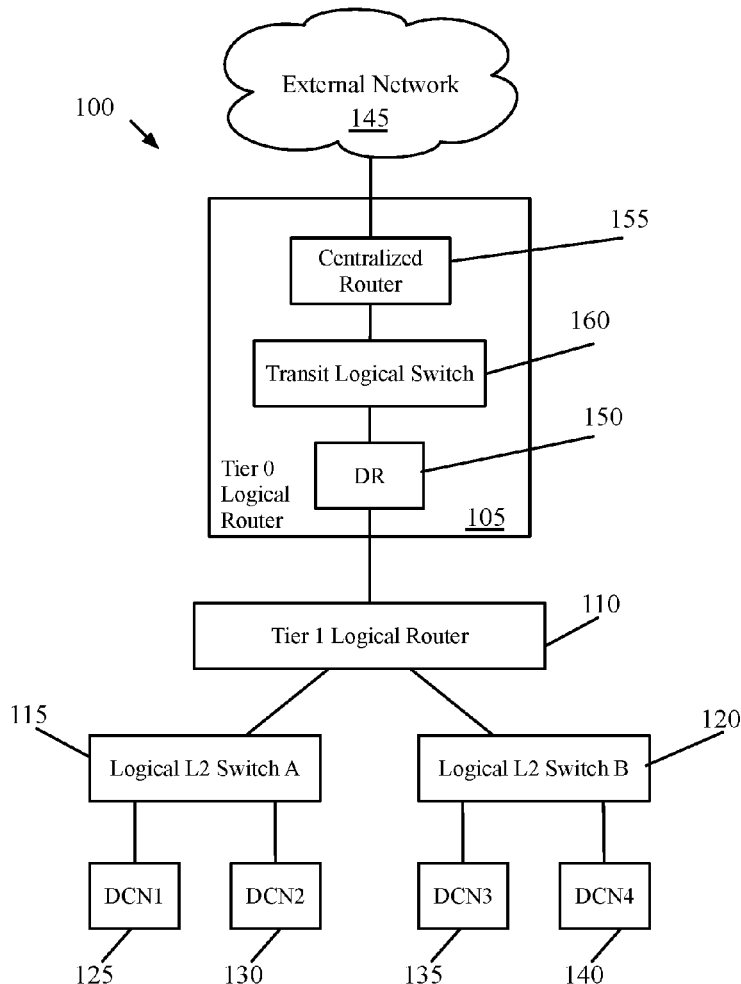 External Network
145
100
155
Centralized
Router
160
Transit Logical Switch
150
DR
Tier 0
Logical
Router
105
110
Tier 1 Logical Router
115
120
Logical L2 Switch A
Logical L2 Switch B
DCN1
DCN2
DCN3
DCN4
125
130
135
140